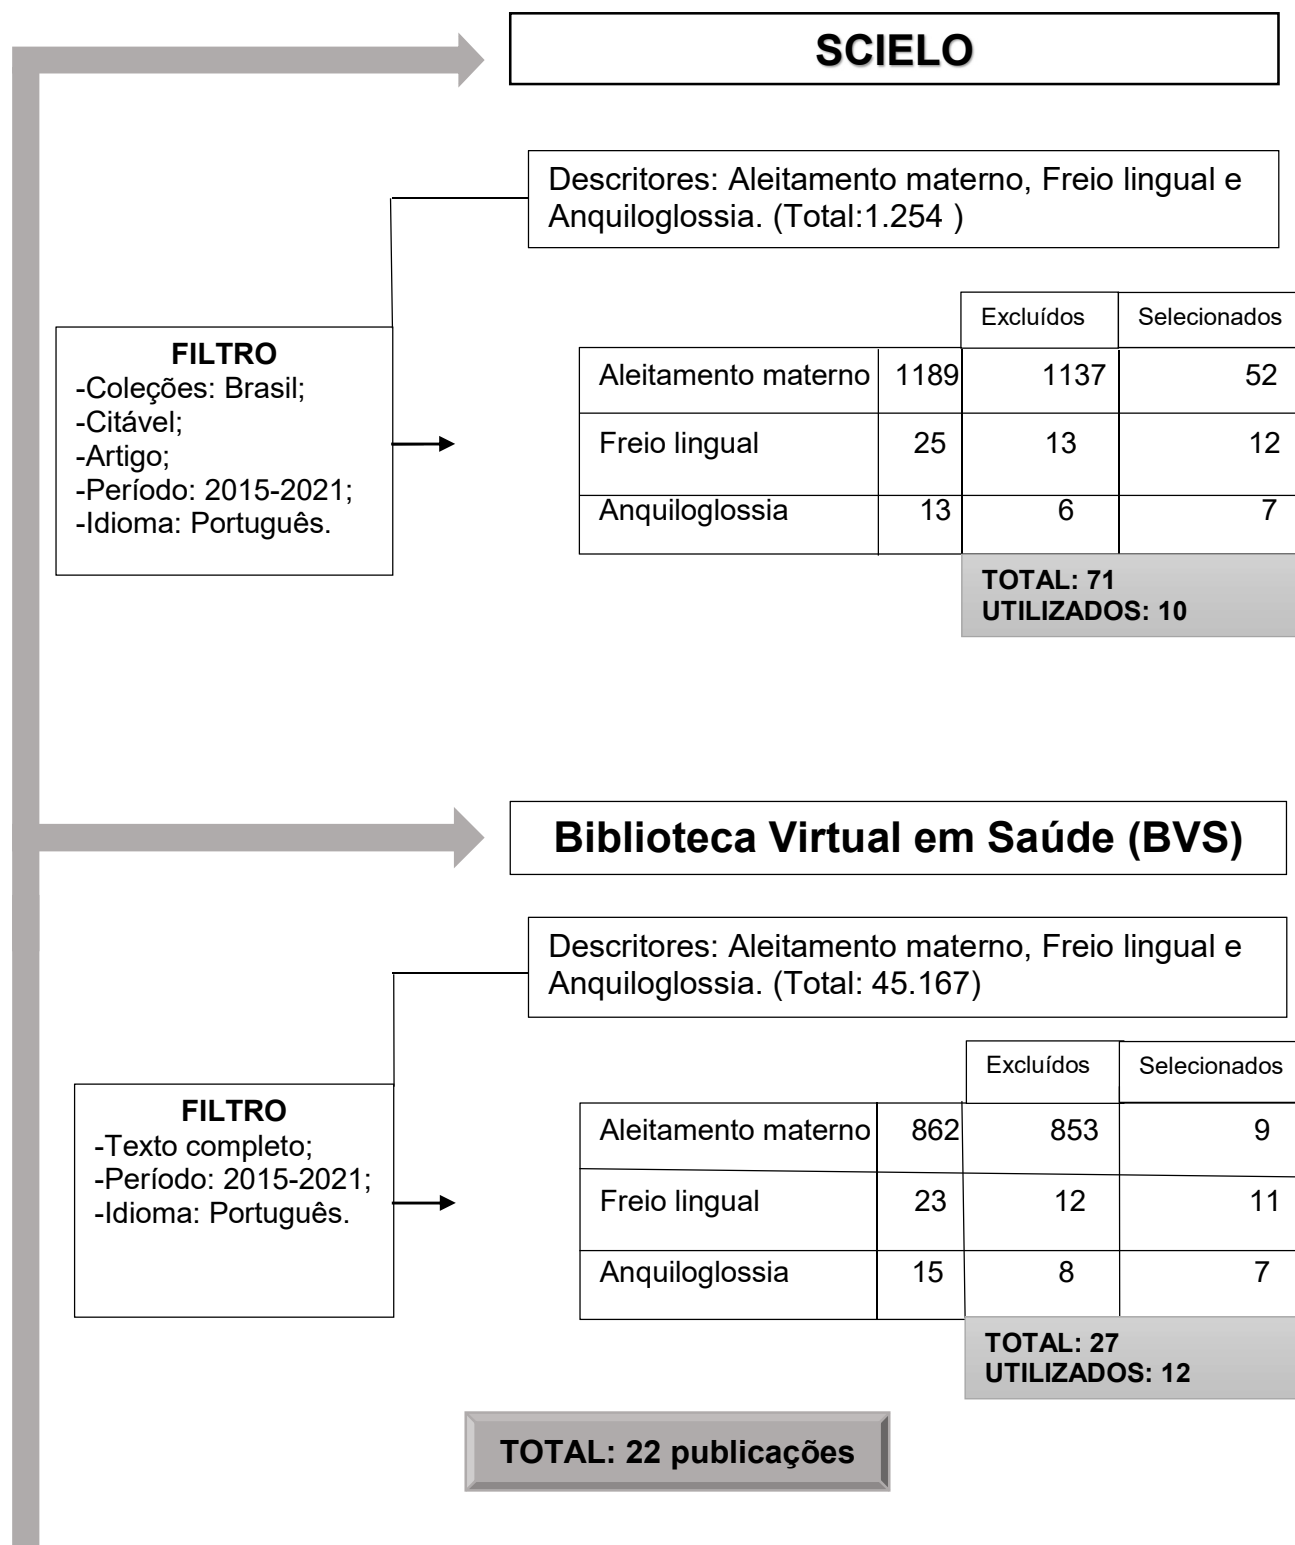 SCIELO
Descritores: Aleitamento materno, Freio lingual e
Anquiloglossia. (Total:1.254 )
FILTRO
-Coleções: Brasil;
-Citável;
-Artigo;
-Período: 2015-2021;
-Idioma: Português.
Excluídos Selecionados
Aleitamento materno 1189 1137 52
Freio lingual 25 13 12
Anquiloglossia 13 6 7
TOTAL: 71
UTILIZADOS: 10
Biblioteca Virtual em Saúde (BVS)
Descritores: Aleitamento materno, Freio lingual e
Anquiloglossia. (Total: 45.167)
FILTRO
-Texto completo;
-Período: 2015-2021;
-Idioma: Português.
Excluídos Selecionados
Aleitamento materno 862 853 9
Freio lingual 23 12 11
Anquiloglossia 15 8 7
TOTAL: 27
UTILIZADOS: 12
TOTAL: 22 publicações